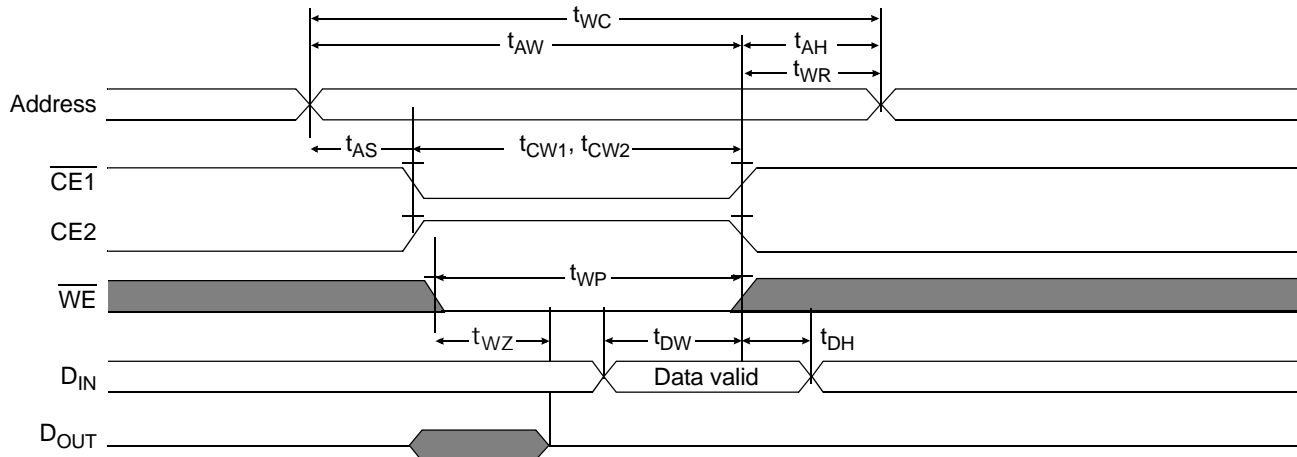 tWC
tAW tAH
tWR
Address
tAS tCW1, tCW2
CE1
CE2
tWP
WE
tWZ tDW tDH
DIN Data valid
DOUT